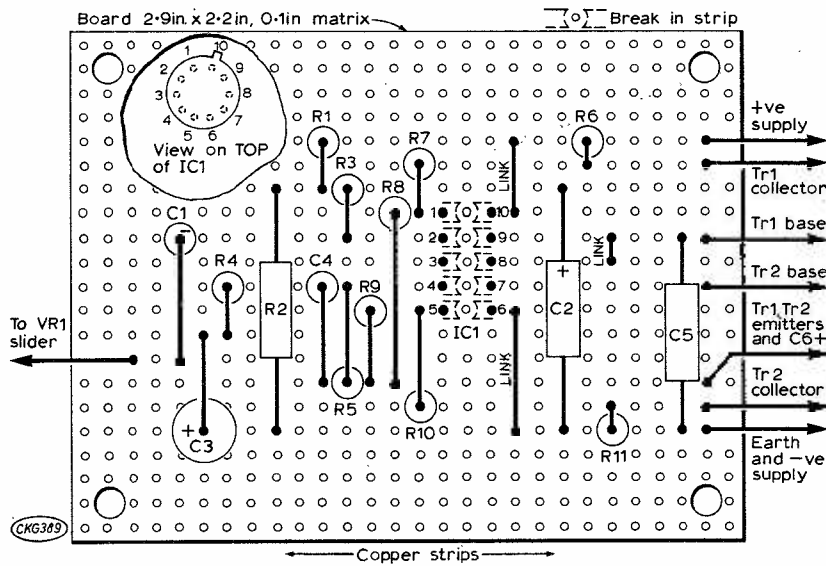 Board 2·9in. x 2·2in, 0·1in matrix
Break in strip
10
1
9
2
8
3
7
4
5
6
View on TOP
of IC1
R1
R3
R7
R6
R8
LINK
C1
-
R4
C4
R9
R2
1
10
2
9
3
8
4
7
5
6
IC1
LINK
LINK
+
C2
C5
+
C3
R5
R10
R11
To VR1
slider
+ve
supply
Tr1
collector
Tr1 base
Tr2 base
Tr1,Tr2
emitters
and C6+
Tr2
collector
Earth
and -ve
supply
CKG389
Copper strips